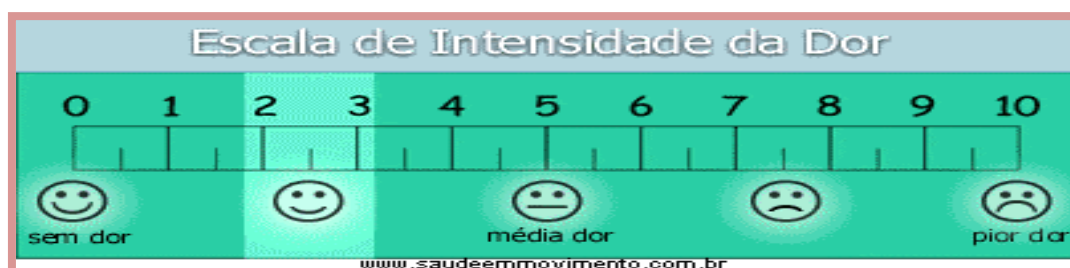 Escala de Intensidade da Dor
0 1 2 3 4 5 6 7 8 9 10
sem dor média dor pior dor
www.saudeemmovimento.com.br